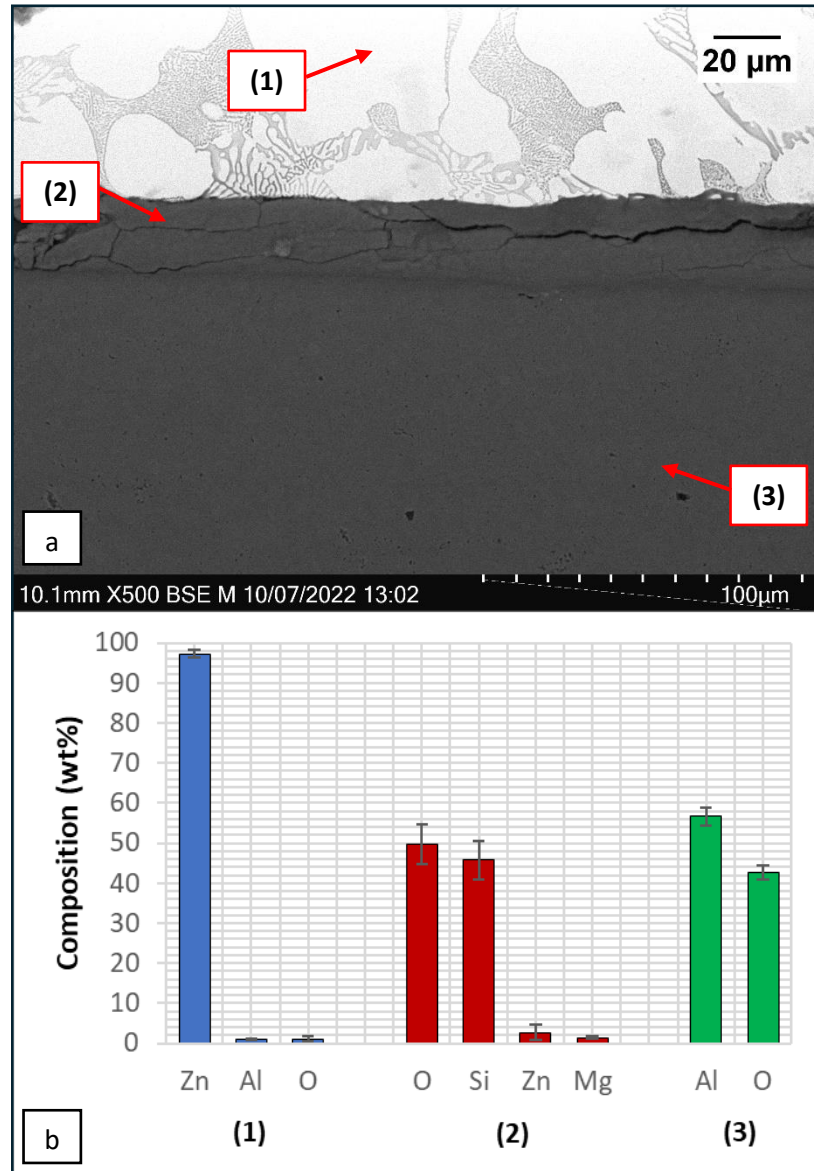 (1)
20 µm
(2)
(3)
a
10.1mm X500 BSE M 10/07/2022 13:02
100µm
100
90
80
70
60
50
40
30
20
10
0
Composition (wt%)
Zn Al O O Si Zn Mg Al O
(1) (2) (3)
b